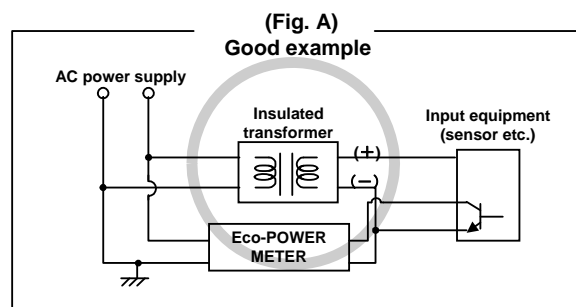 (Fig. A)
Good example
AC power supply
Insulated
transformer
Input equipment
(sensor etc.)
(+)
(−)
Eco-POWER
METER